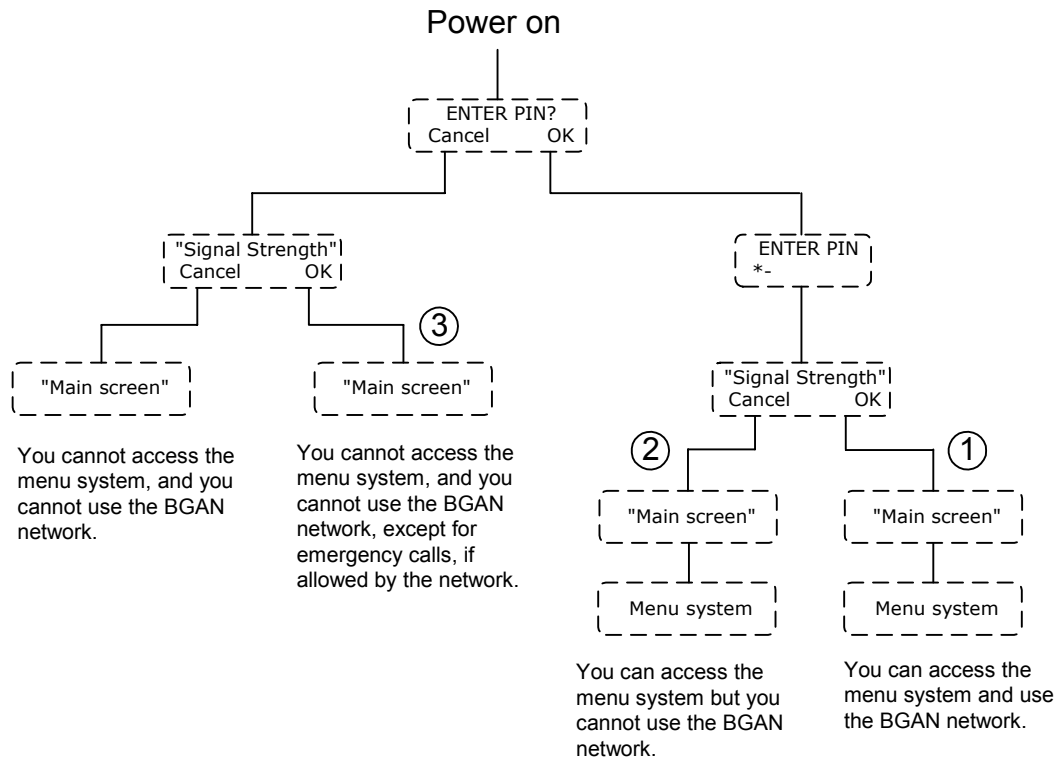 Power on
ENTER PIN?
Cancel OK
"Signal Strength"
Cancel OK
ENTER PIN
*-
3
"Main screen"
"Main screen"
"Signal Strength"
Cancel OK
You cannot access the
menu system, and you
cannot use the BGAN
network.
You cannot access the
menu system, and you
cannot use the BGAN
network, except for
emergency calls, if
allowed by the network.
2
1
"Main screen"
"Main screen"
Menu system
Menu system
You can access the
menu system but you
cannot use the BGAN
network.
You can access the
menu system and use
the BGAN network.